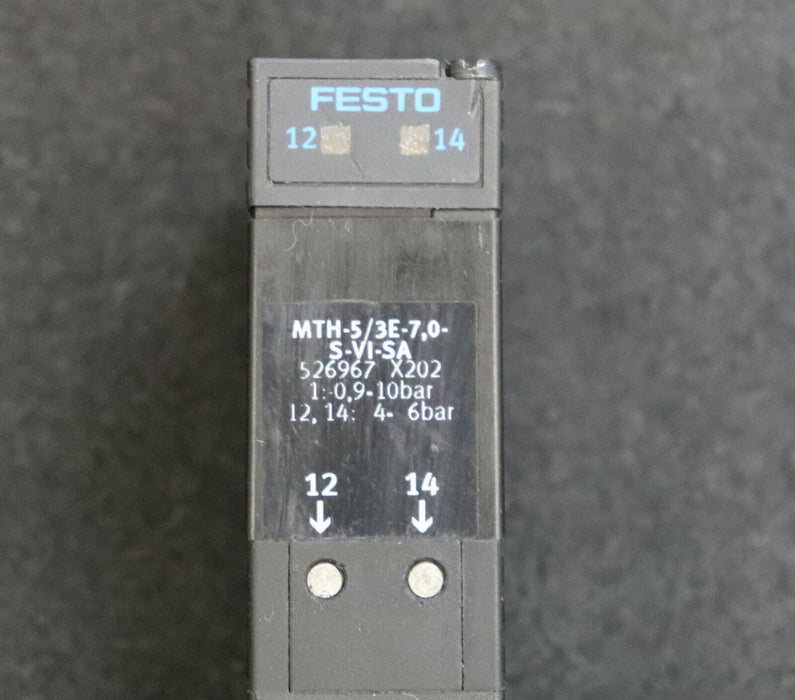 FESTO
12 14
MTH-5/3E-7,0-
S-VI-SA
526967 X202
1:-0,9-10bar
12, 14: 4- 6bar
12 14